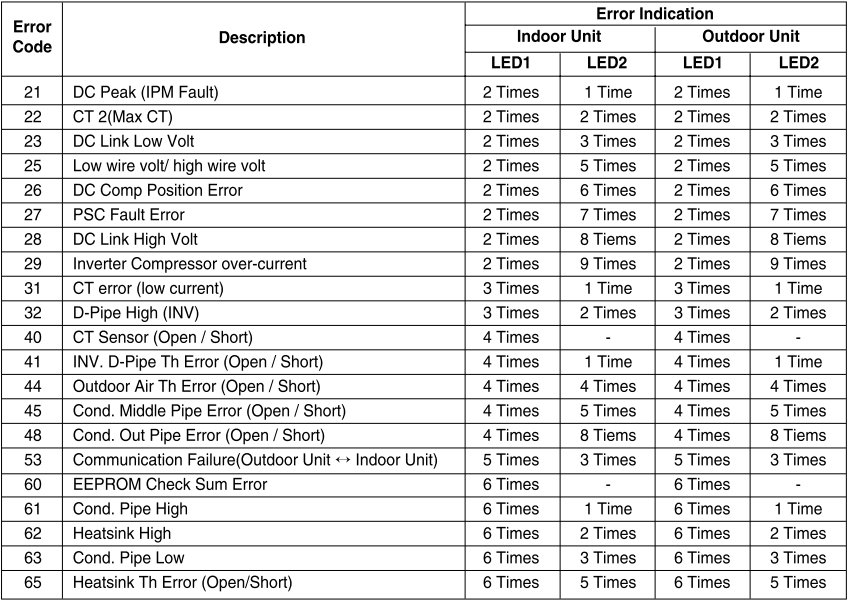 Error Code Description Error Indication
Indoor Unit Outdoor Unit
LED1 LED2 LED1 LED2
21 DC Peak (IPM Fault) 2 Times 1 Time 2 Times 1 Time
22 CT 2(Max CT) 2 Times 2 Times 2 Times 2 Times
23 DC Link Low Volt 2 Times 3 Times 2 Times 3 Times
25 Low wire volt/ high wire volt 2 Times 5 Times 2 Times 5 Times
26 DC Comp Position Error 2 Times 6 Times 2 Times 6 Times
27 PSC Fault Error 2 Times 7 Times 2 Times 7 Times
28 DC Link High Volt 2 Times 8 Tiems 2 Times 8 Tiems
29 Inverter Compressor over-current 2 Times 9 Times 2 Times 9 Times
31 CT error (low current) 3 Times 1 Time 3 Times 1 Time
32 D-Pipe High (INV) 3 Times 2 Times 3 Times 2 Times
40 CT Sensor (Open / Short) 4 Times - 4 Times -
41 INV. D-Pipe Th Error (Open / Short) 4 Times 1 Time 4 Times 1 Time
44 Outdoor Air Th Error (Open / Short) 4 Times 4 Times 4 Times 4 Times
45 Cond. Middle Pipe Error (Open / Short) 4 Times 5 Times 4 Times 5 Times
48 Cond. Out Pipe Error (Open / Short) 4 Times 8 Tiems 4 Times 8 Tiems
53 Communication Failure(Outdoor Unit ↔ Indoor Unit) 5 Times 3 Times 5 Times 3 Times
60 EEPROM Check Sum Error 6 Times - 6 Times -
61 Cond. Pipe High 6 Times 1 Time 6 Times 1 Time
62 Heatsink High 6 Times 2 Times 6 Times 2 Times
63 Cond. Pipe Low 6 Times 3 Times 6 Times 3 Times
65 Heatsink Th Error (Open/Short) 6 Times 5 Times 6 Times 5 Times